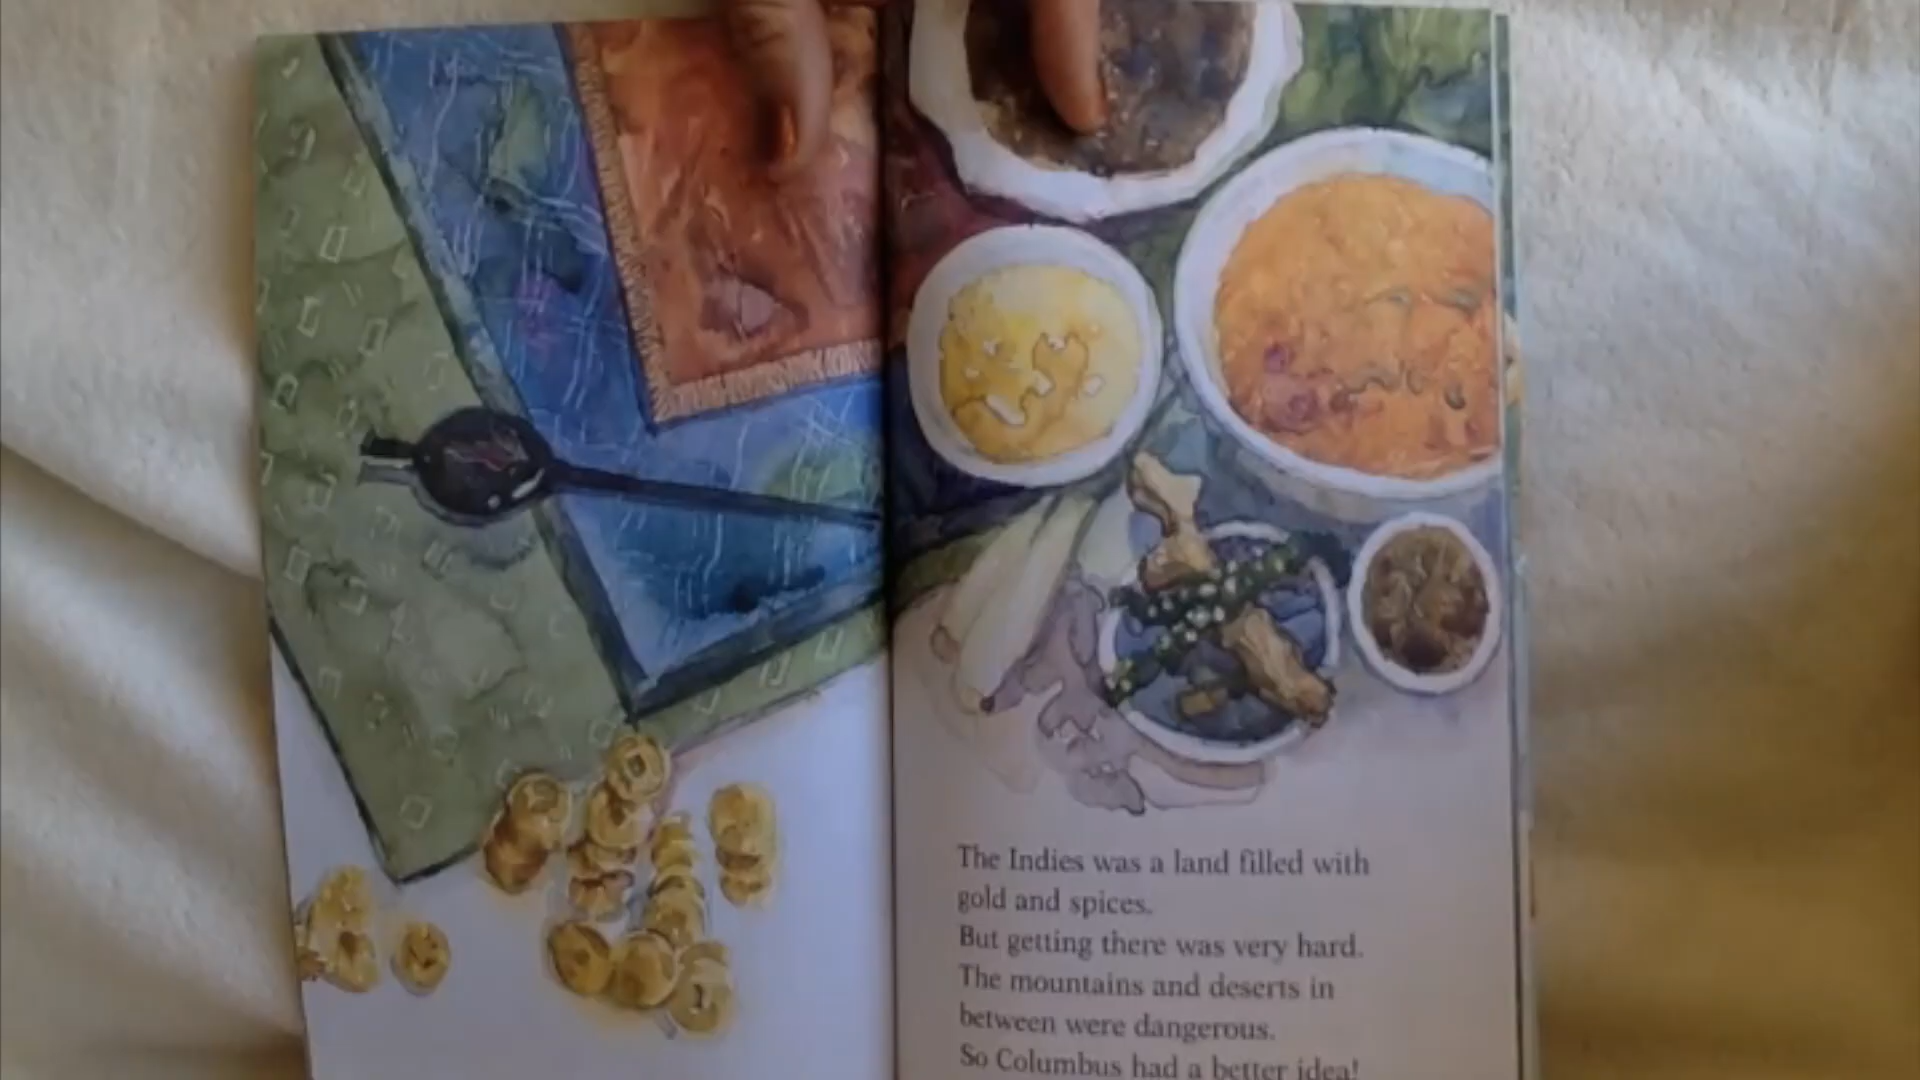 The Indies was a land filled with
gold and spices.
But getting there was very hard.
The mountains and deserts in
between were dangerous.
So Columbus had a better idea!